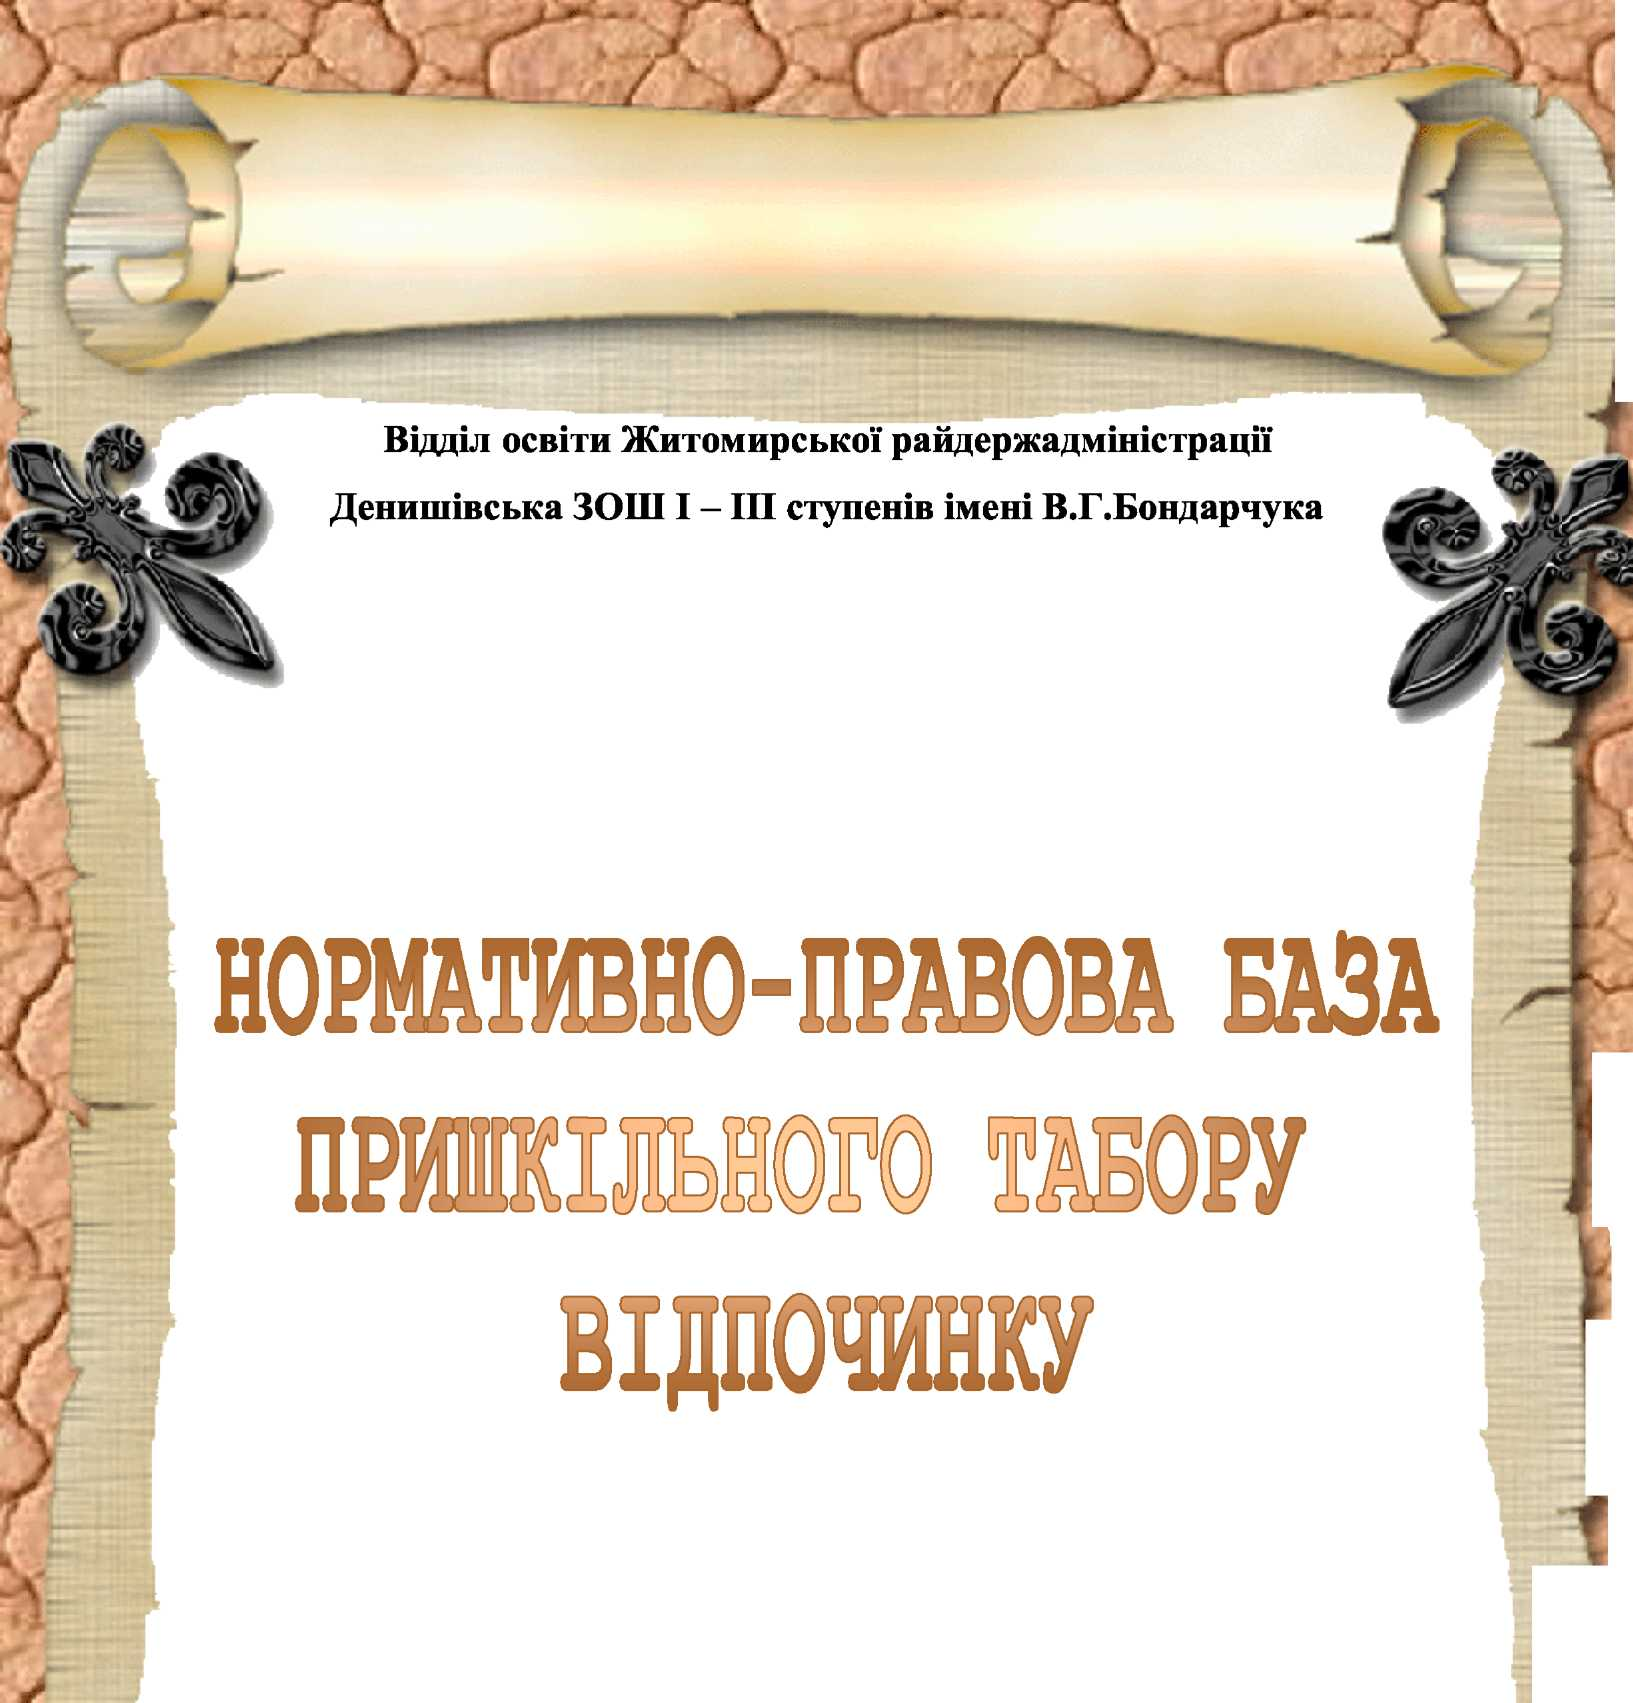 Відділ освіти Житомирської райдержадміністрації
Денишівська ЗОШ І – ІІІ ступенів імені В.Г.Бондарчука
НОРМАТИВНО-ПРАВОВА БАЗА
ПРИШКІЛЬНОГО ТАБОРУ
ВІДПОЧИНКУ